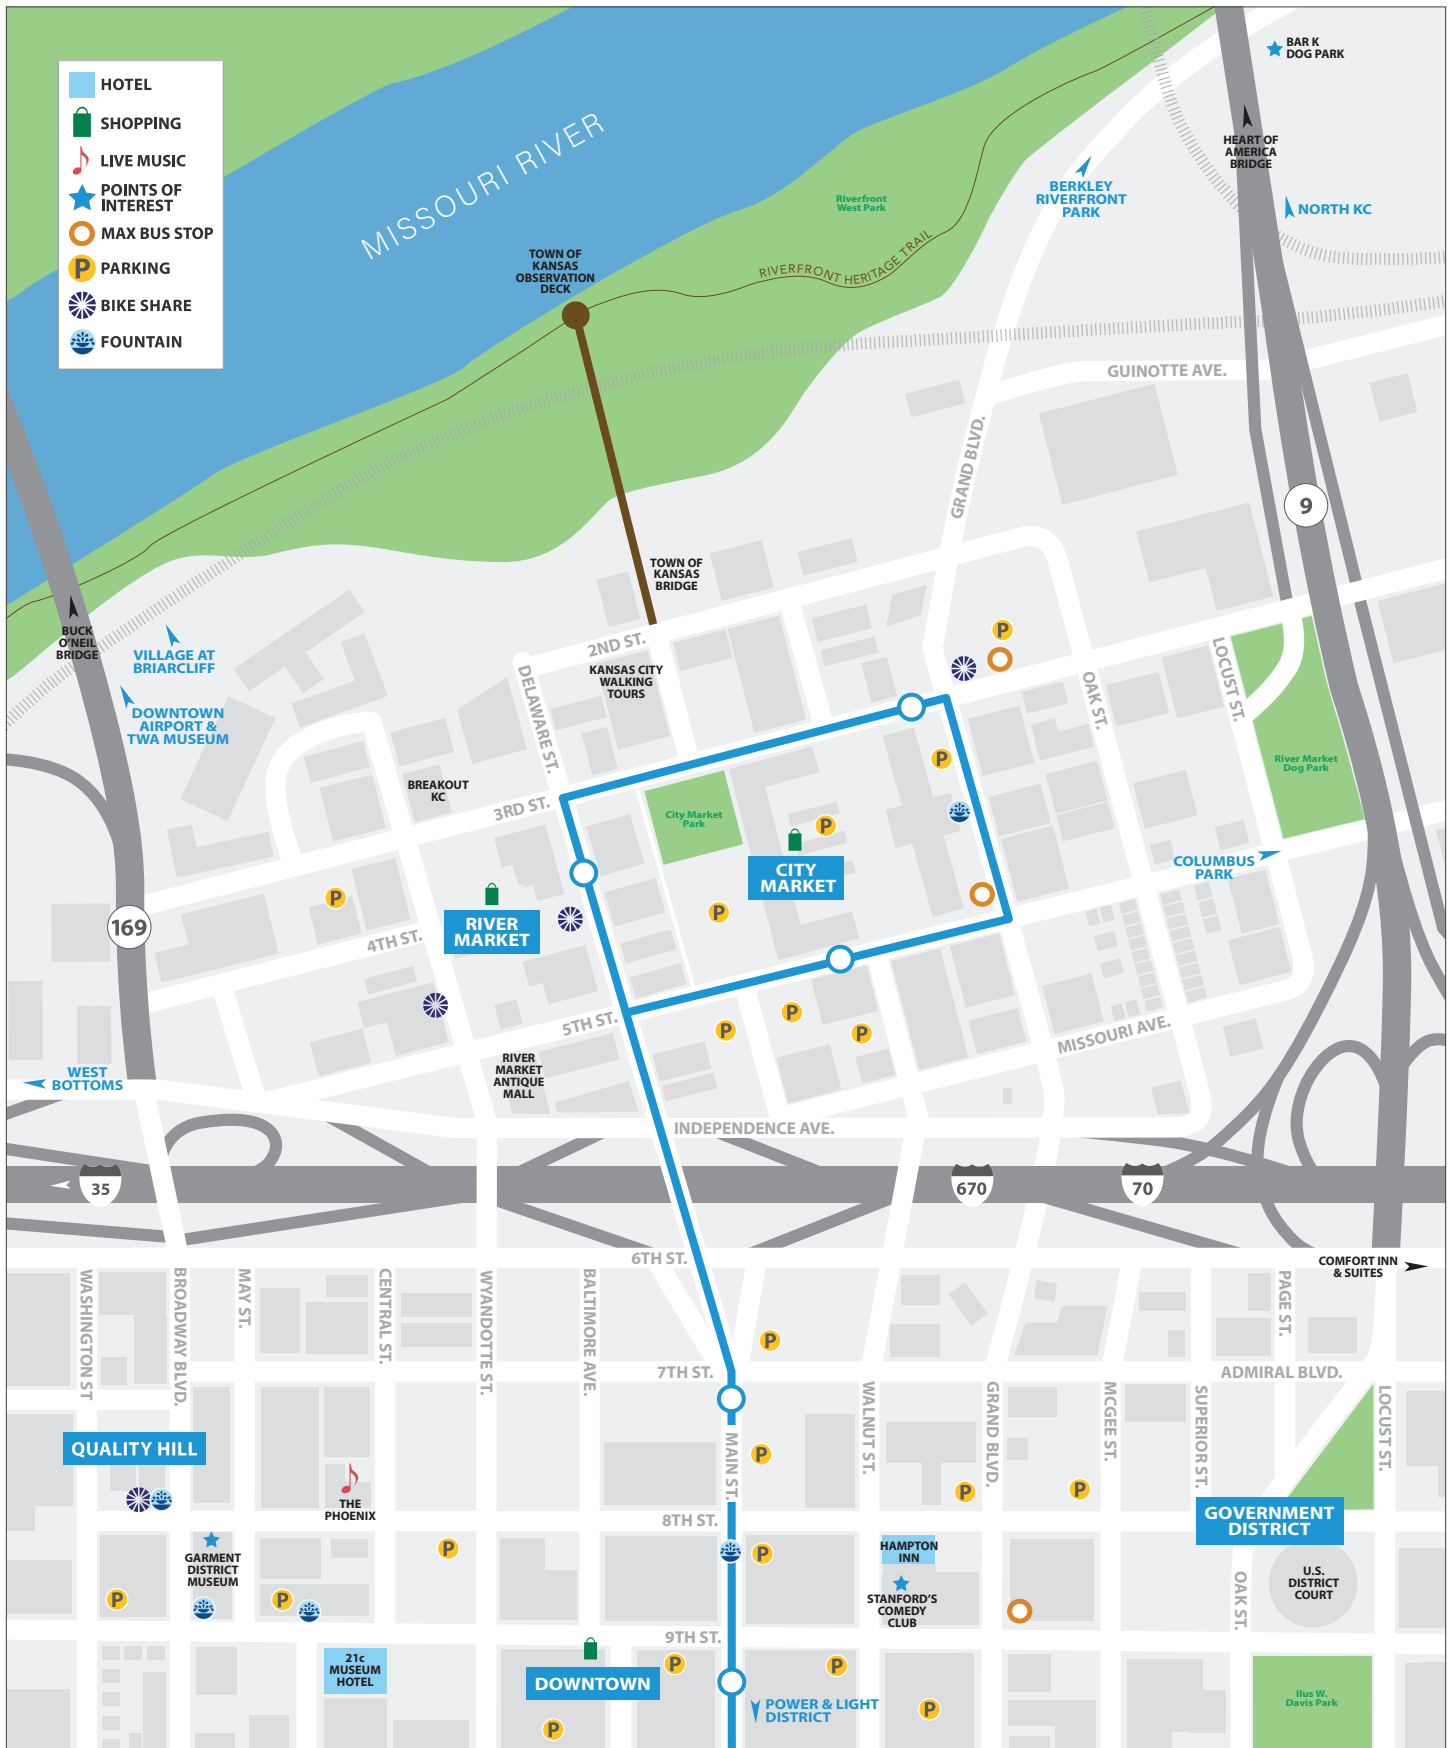 HOTEL
SHOPPING
LIVE MUSIC
POINTS OF
INTEREST
MAX BUS STOP
P
PARKING
BIKE SHARE
FOUNTAIN
MISSOURI RIVER
BAR K
DOG PARK
HEART OF
AMERICA
BRIDGE
BERKLEY
RIVERFRONT
PARK
NORTH KC
Riverfront
West Park
RIVERFRONT HERITAGE TRAIL
TOWN OF
KANSAS
OBSERVATION
DECK
GUINOTTE AVE.
GRAND BLVD.
9
TOWN OF
KANSAS
BRIDGE
BUCK
O'NEIL
BRIDGE
VILLAGE AT
BRIARCLIFF
DOWNTOWN
AIRPORT &
TWA MUSEUM
2ND ST.
KANSAS CITY
WALKING
TOURS
DELAWARE ST.
P
OAK ST.
LOCUST ST.
River Market
Dog Park
BREAKOUT
KC
3RD ST.
P
City Market
Park
P
CITY
MARKET
COLUMBUS
PARK
P
P
RIVER
MARKET
169
4TH ST.
5TH ST.
P
P
P
MISSOURI AVE.
RIVER
MARKET
ANTIQUE
MALL
WEST
BOTTOMS
INDEPENDENCE AVE.
35
670
70
6TH ST.
COMFORT INN
& SUITES
WASHINGTON ST
BROADWAY BLVD.
MAY ST.
CENTRAL ST.
WYANDOTTE ST.
BALTIMORE AVE.
PAGE ST.
P
7TH ST.
ADMIRAL BLVD.
MAIN ST.
WALNUT ST.
GRAND BLVD.
MCGEE ST.
SUPERIOR ST.
LOCUST ST.
QUALITY HILL
P
P
P
THE
PHOENIX
8TH ST.
GOVERNMENT
DISTRICT
P
P
HAMPTON
INN
GARMENT
DISTRICT
MUSEUM
STANFORD'S
COMEDY
CLUB
U.S.
DISTRICT
COURT
OAK ST.
P
P
9TH ST.
21c
MUSEUM
HOTEL
P
P
DOWNTOWN
POWER & LIGHT
DISTRICT
P
P
Ilus W.
Davis Park